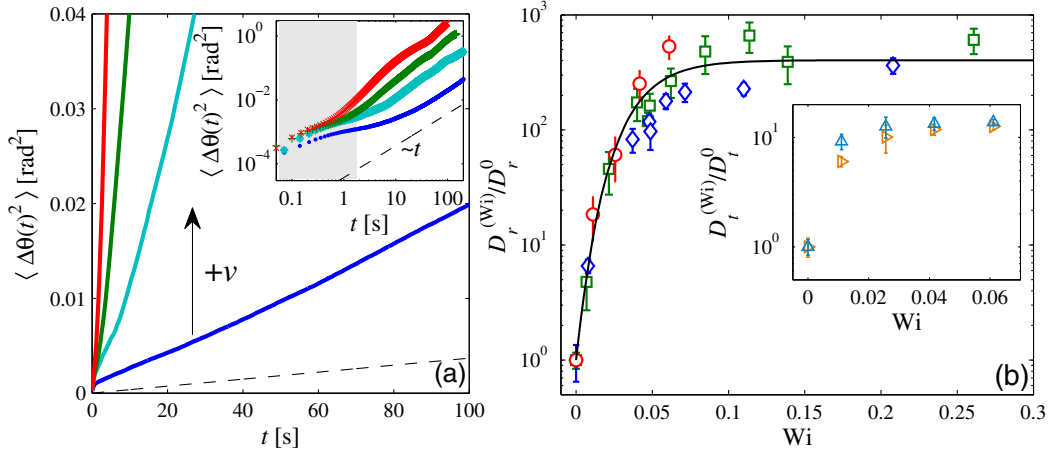 ⟨ Δθ(t)² ⟩ [rad²]
0.04
0.03
0.02
0.01
0
0
20
40
60
80
100
t [s]
+v
(a)
⟨ Δθ(t)² ⟩ [rad²]
10⁰
10⁻²
10⁻⁴
0.1
1
10
100
t [s]
~t
D_r^(Wi)/D_r^0
10³
10²
10¹
10⁰
0
0.05
0.1
0.15
0.2
0.25
0.3
Wi
(b)
D_t^(Wi)/D_t^0
10¹
10⁰
0
0.02
0.04
0.06
Wi